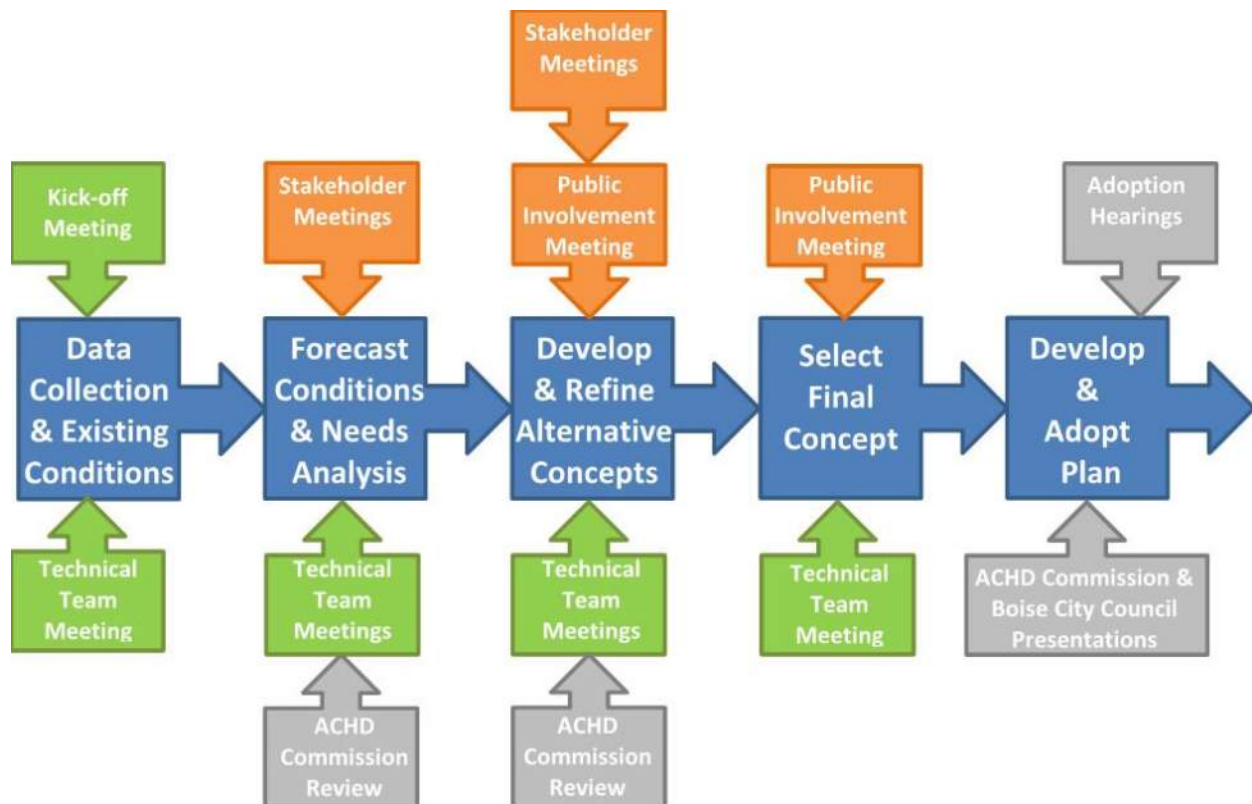 Stakeholder
Meetings
Kick-off
Meeting
Stakeholder
Meetings
Public
Involvement
Meeting
Public
Involvement
Meeting
Adoption
Hearings
Data
Collection
& Existing
Conditions
Forecast
Conditions
& Needs
Analysis
Develop
& Refine
Alternative
Concepts
Select
Final
Concept
Develop
&
Adopt
Plan
Technical
Team
Meeting
Technical
Team
Meetings
Technical
Team
Meetings
Technical
Team
Meeting
ACHD Commission &
Boise City Council
Presentations
ACHD
Commission
Review
ACHD
Commission
Review